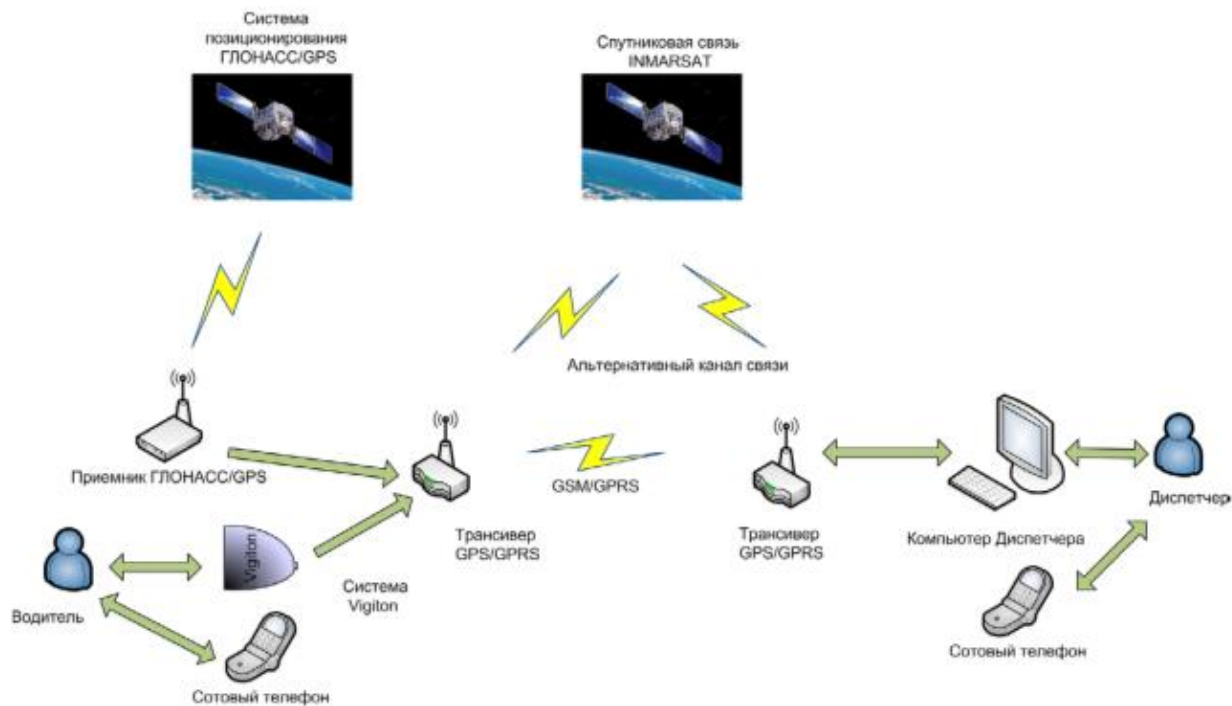 Система
позиционирования
ГЛОНАСС/GPS
Спутниковая связь
INMARSAT
Альтернативный канал связи
Приемник ГЛОНАСС/GPS
GSM/GPRS
Трансивер
GPS/GPRS
Трансивер
GPS/GPRS
Компьютер Диспетчера
Диспетчер
Vigiton
Система
Vigiton
Водитель
Сотовый телефон
Сотовый телефон